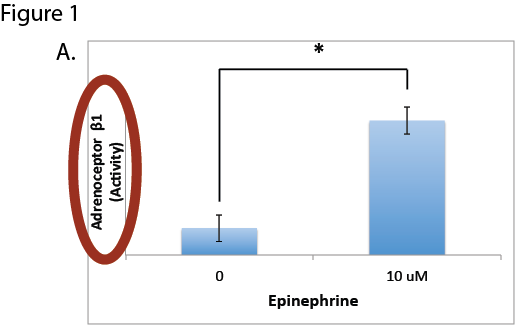 Figure 1
A.
*
Adrenoceptor β1
(Activity)
0
10 uM
Epinephrine